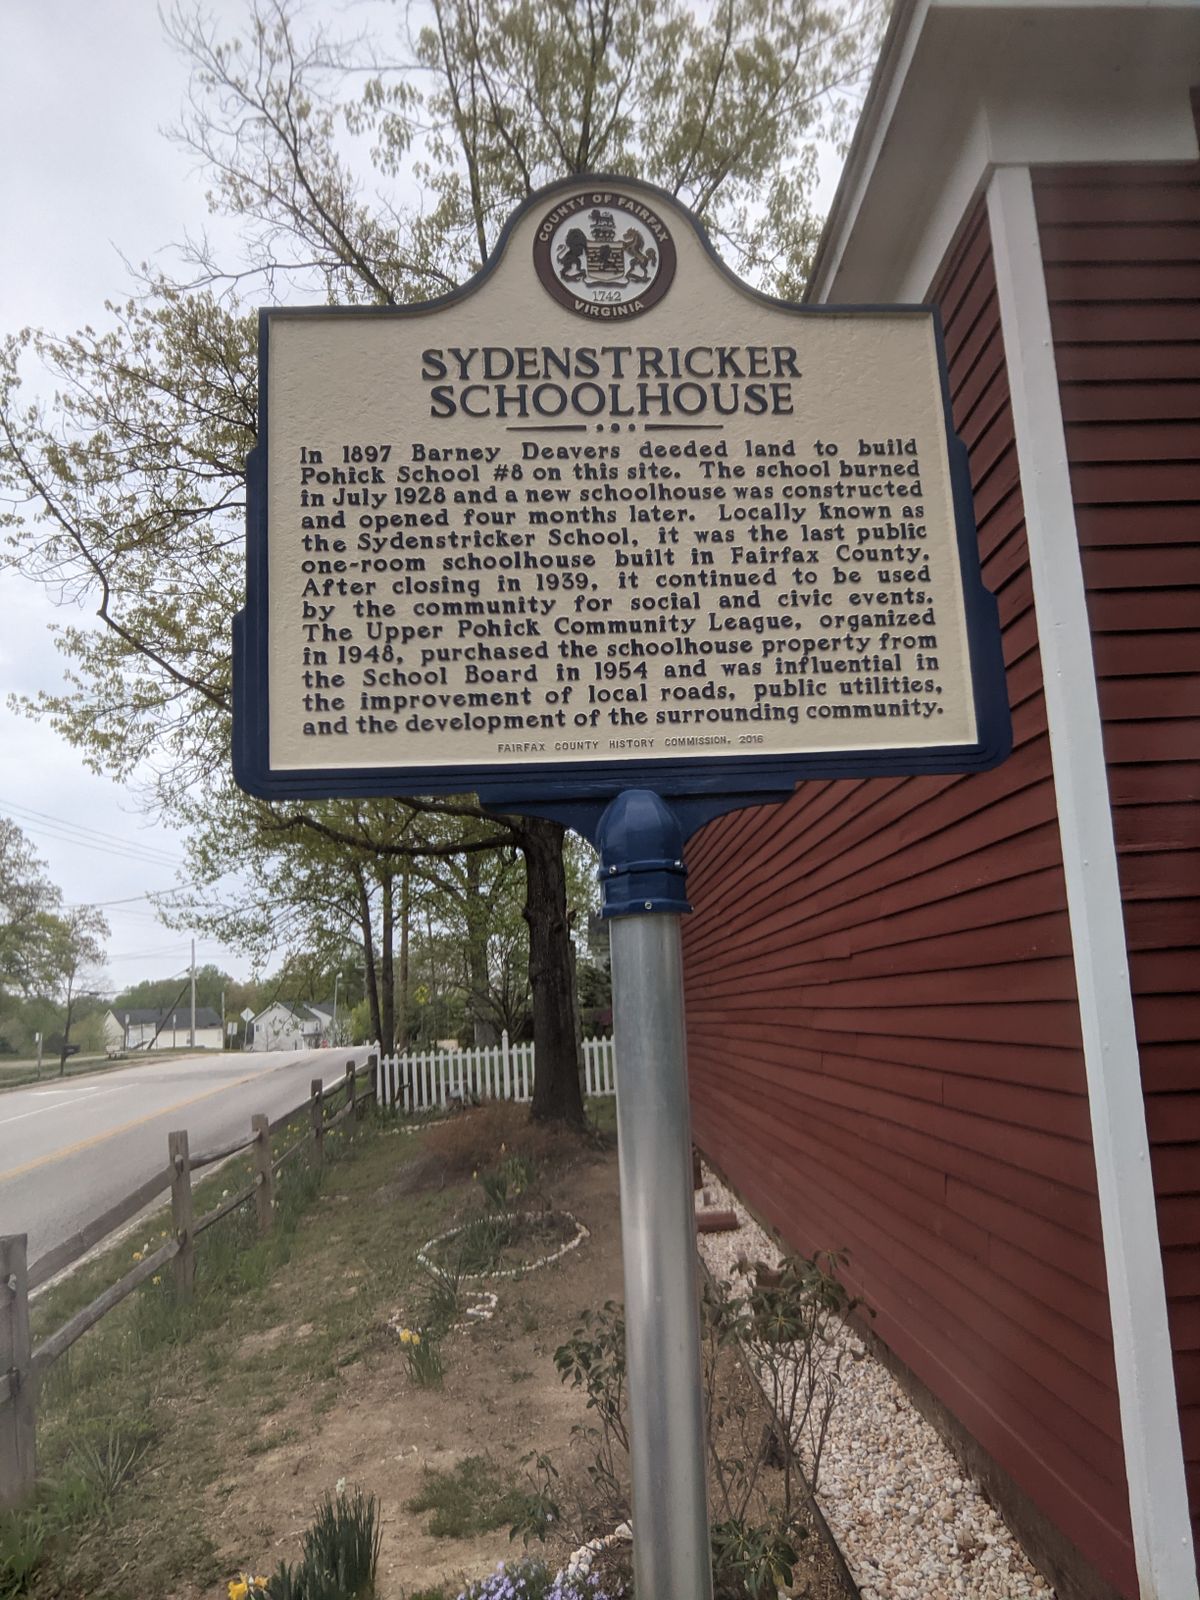 COUNTY OF FAIRFAX
1742
VIRGINIA
SYDENSTRICKER
SCHOOLHOUSE
In 1897 Barney Deavers deeded land to build
Pohick School #8 on this site. The school burned
in July 1928 and a new schoolhouse was constructed
and opened four months later. Locally known as
the Sydenstricker School, it was the last public
one-room schoolhouse built in Fairfax County.
After closing in 1939, it continued to be used
by the community for social and civic events.
The Upper Pohick Community League, organized
in 1948, purchased the schoolhouse property from
the School Board in 1954 and was influential in
the improvement of local roads, public utilities,
and the development of the surrounding community.
FAIRFAX COUNTY HISTORY COMMISSION, 2016